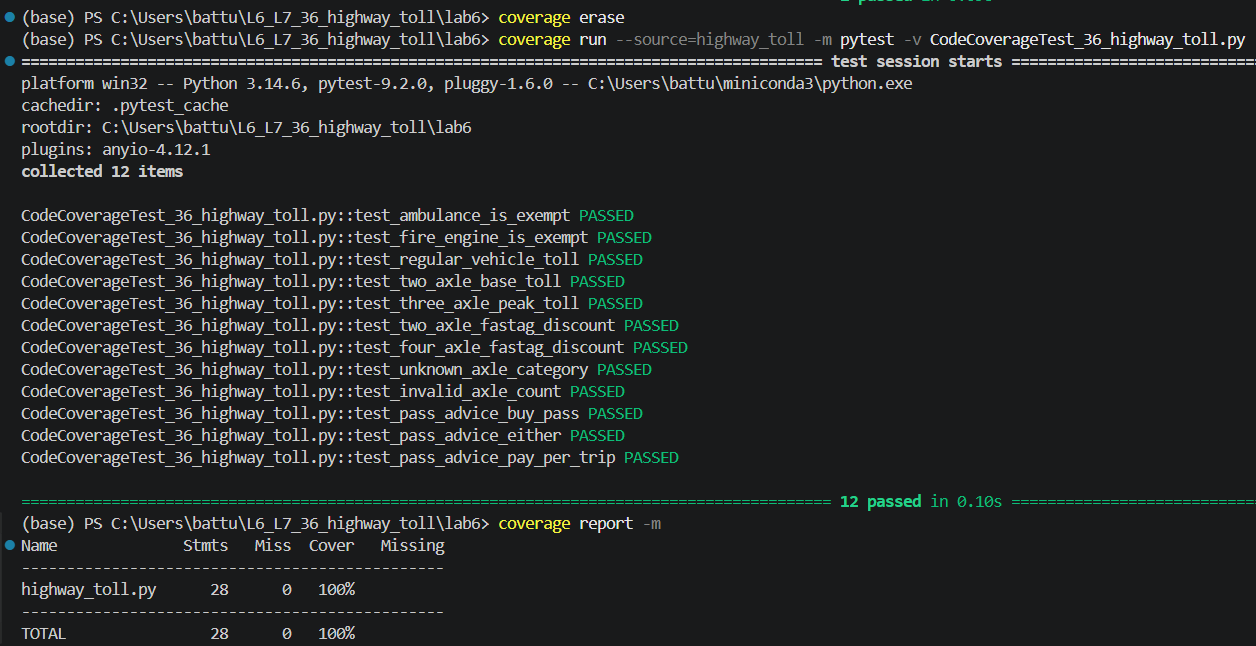 2 passed in 0.09s
(base) PS C:\Users\battu\L6_L7_36_highway_toll\lab6> coverage erase
(base) PS C:\Users\battu\L6_L7_36_highway_toll\lab6> coverage run --source=highway_toll -m pytest -v CodeCoverageTest_36_highway_toll.py
============================== test session starts ==============================
platform win32 -- Python 3.14.6, pytest-9.2.0, pluggy-1.6.0 -- C:\Users\battu\miniconda3\python.exe
cachedir: .pytest_cache
rootdir: C:\Users\battu\L6_L7_36_highway_toll\lab6
plugins: anyio-4.12.1
collected 12 items
CodeCoverageTest_36_highway_toll.py::test_ambulance_is_exempt PASSED
CodeCoverageTest_36_highway_toll.py::test_fire_engine_is_exempt PASSED
CodeCoverageTest_36_highway_toll.py::test_regular_vehicle_toll PASSED
CodeCoverageTest_36_highway_toll.py::test_two_axle_base_toll PASSED
CodeCoverageTest_36_highway_toll.py::test_three_axle_peak_toll PASSED
CodeCoverageTest_36_highway_toll.py::test_two_axle_fastag_discount PASSED
CodeCoverageTest_36_highway_toll.py::test_four_axle_fastag_discount PASSED
CodeCoverageTest_36_highway_toll.py::test_unknown_axle_category PASSED
CodeCoverageTest_36_highway_toll.py::test_invalid_axle_count PASSED
CodeCoverageTest_36_highway_toll.py::test_pass_advice_buy_pass PASSED
CodeCoverageTest_36_highway_toll.py::test_pass_advice_either PASSED
CodeCoverageTest_36_highway_toll.py::test_pass_advice_pay_per_trip PASSED
============================== 12 passed in 0.10s ==============================
(base) PS C:\Users\battu\L6_L7_36_highway_toll\lab6> coverage report -m
Name              Stmts   Miss  Cover   Missing
-----------------------------------------------
highway_toll.py      28      0   100%
-----------------------------------------------
TOTAL                28      0   100%